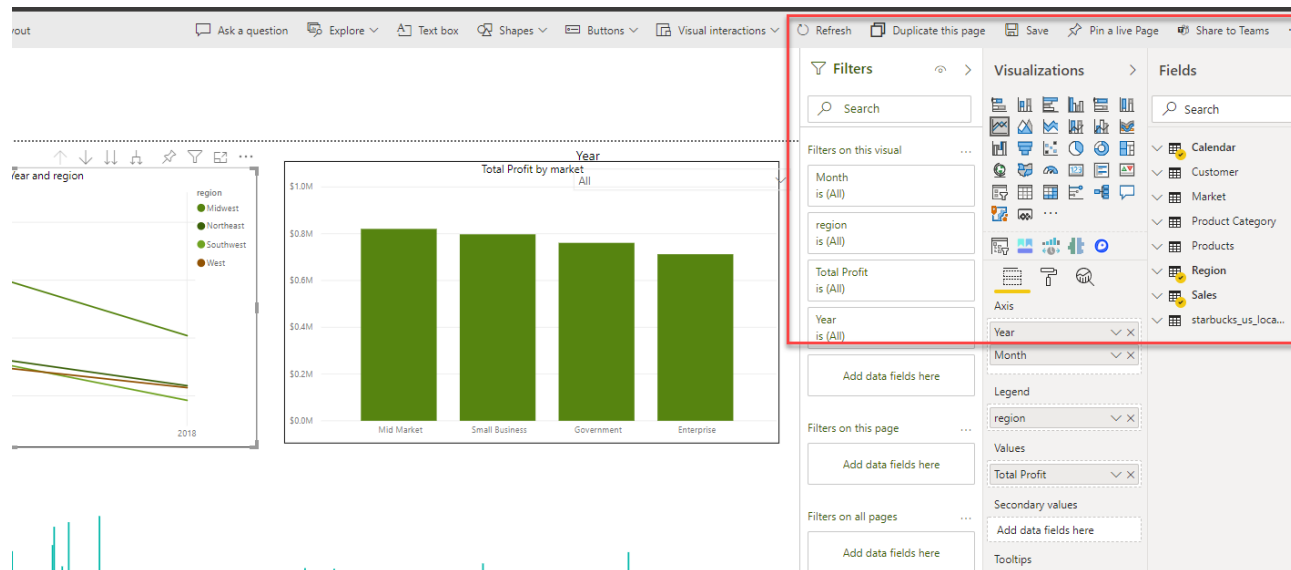 Ask a question
Explore
Text box
Shapes
Buttons
Visual interactions
Refresh
Duplicate this page
Save
Pin a live Page
Share to Teams
Year and region
region
Midwest
Northeast
Southwest
West
2018
Year
Total Profit by market
All
$1.0M
$0.8M
$0.6M
$0.4M
$0.2M
$0.0M
Mid Market
Small Business
Government
Enterprise
Filters
Search
Filters on this visual
Month
is (All)
region
is (All)
Total Profit
is (All)
Year
is (All)
Add data fields here
Filters on this page
Add data fields here
Filters on all pages
Add data fields here
Visualizations
Axis
Year
Month
Legend
region
Values
Total Profit
Secondary values
Add data fields here
Tooltips
Fields
Search
Calendar
Customer
Market
Product Category
Products
Region
Sales
starbucks_us_loca...